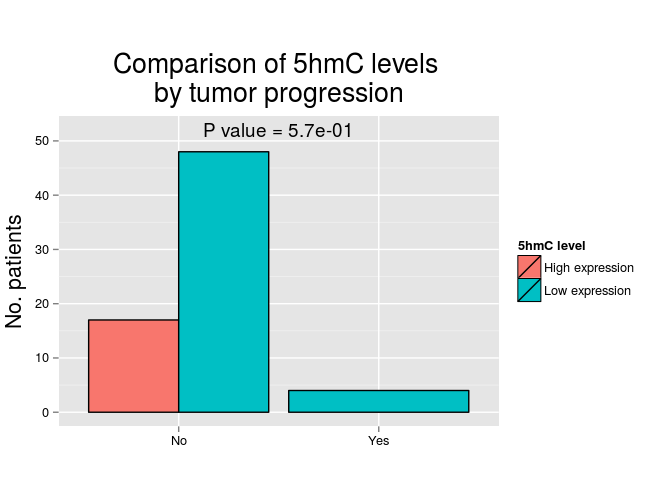 Comparison of 5hmC levels
by tumor progression
P value = 5.7e-01
50
40
30
20
10
0
No. patients
No
Yes
5hmC level
High expression
Low expression